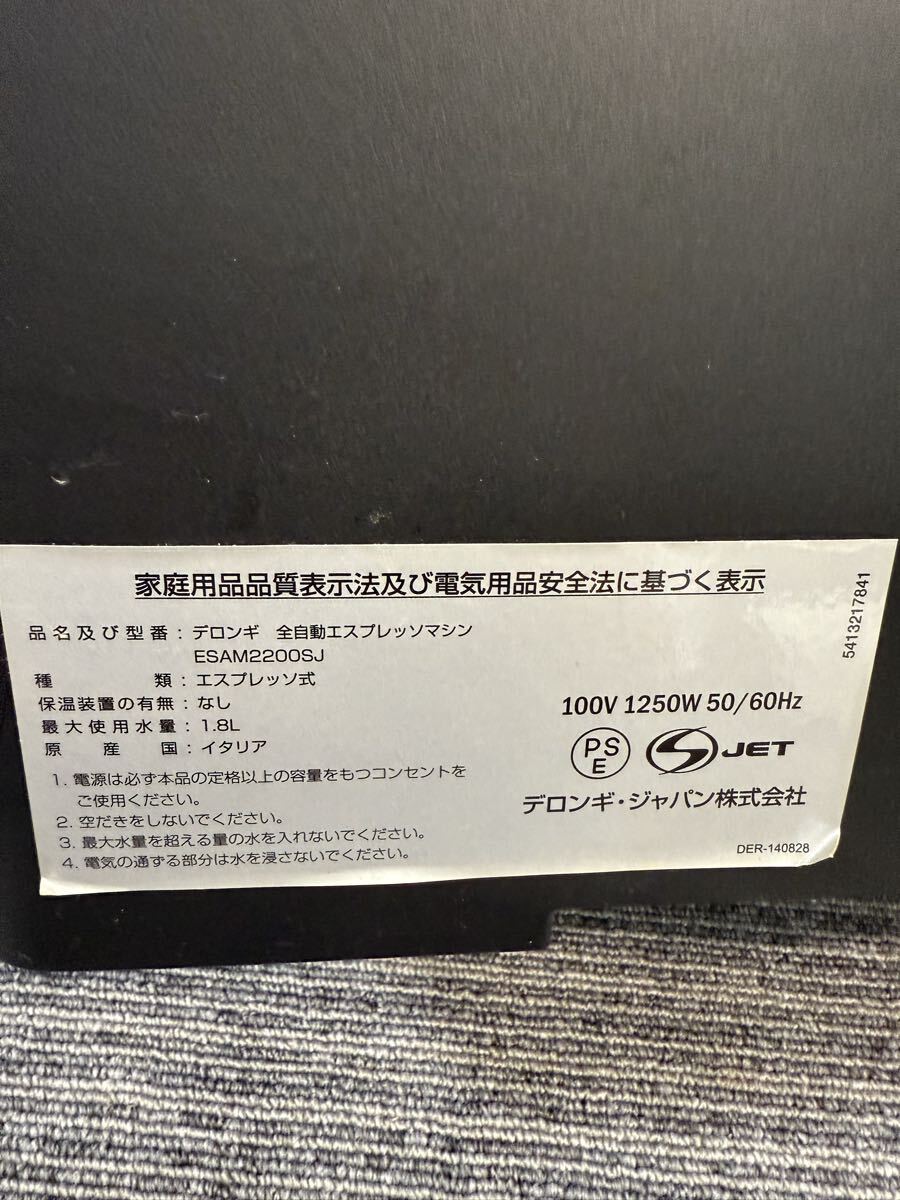 家庭用品品質表示法及び電気用品安全法に基づく表示
品名及び型番：デロンギ　全自動エスプレッソマシン
ESAM2200SJ
種　　　類：エスプレッソ式
保温装置の有無：なし
最大使用水量：1.8L
原　産　国：イタリア
1. 電源は必ず本品の定格以上の容量をもつコンセントを
ご使用ください。
2. 空だきをしないでください。
3. 最大水量を超える量の水を入れないでください。
4. 電気の通ずる部分は水を浸さないでください。
5413217841
100V 1250W 50/60Hz
PS
E
JET
デロンギ・ジャパン株式会社
DER-140828